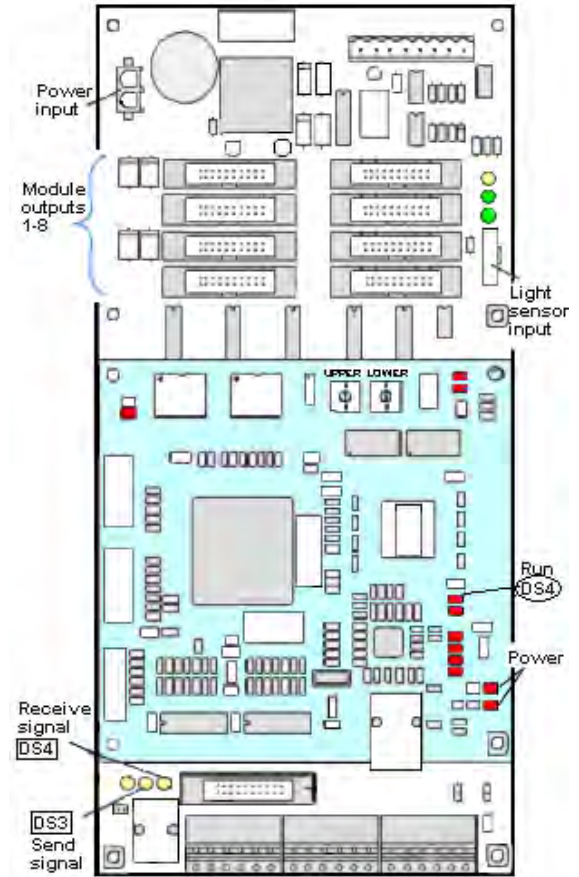 Power
input
Module
outputs
1-8
Light
sensor
input
UPPER LOWER
Run
DS4
Power
Receive
signal
DS4
DS3
Send
signal